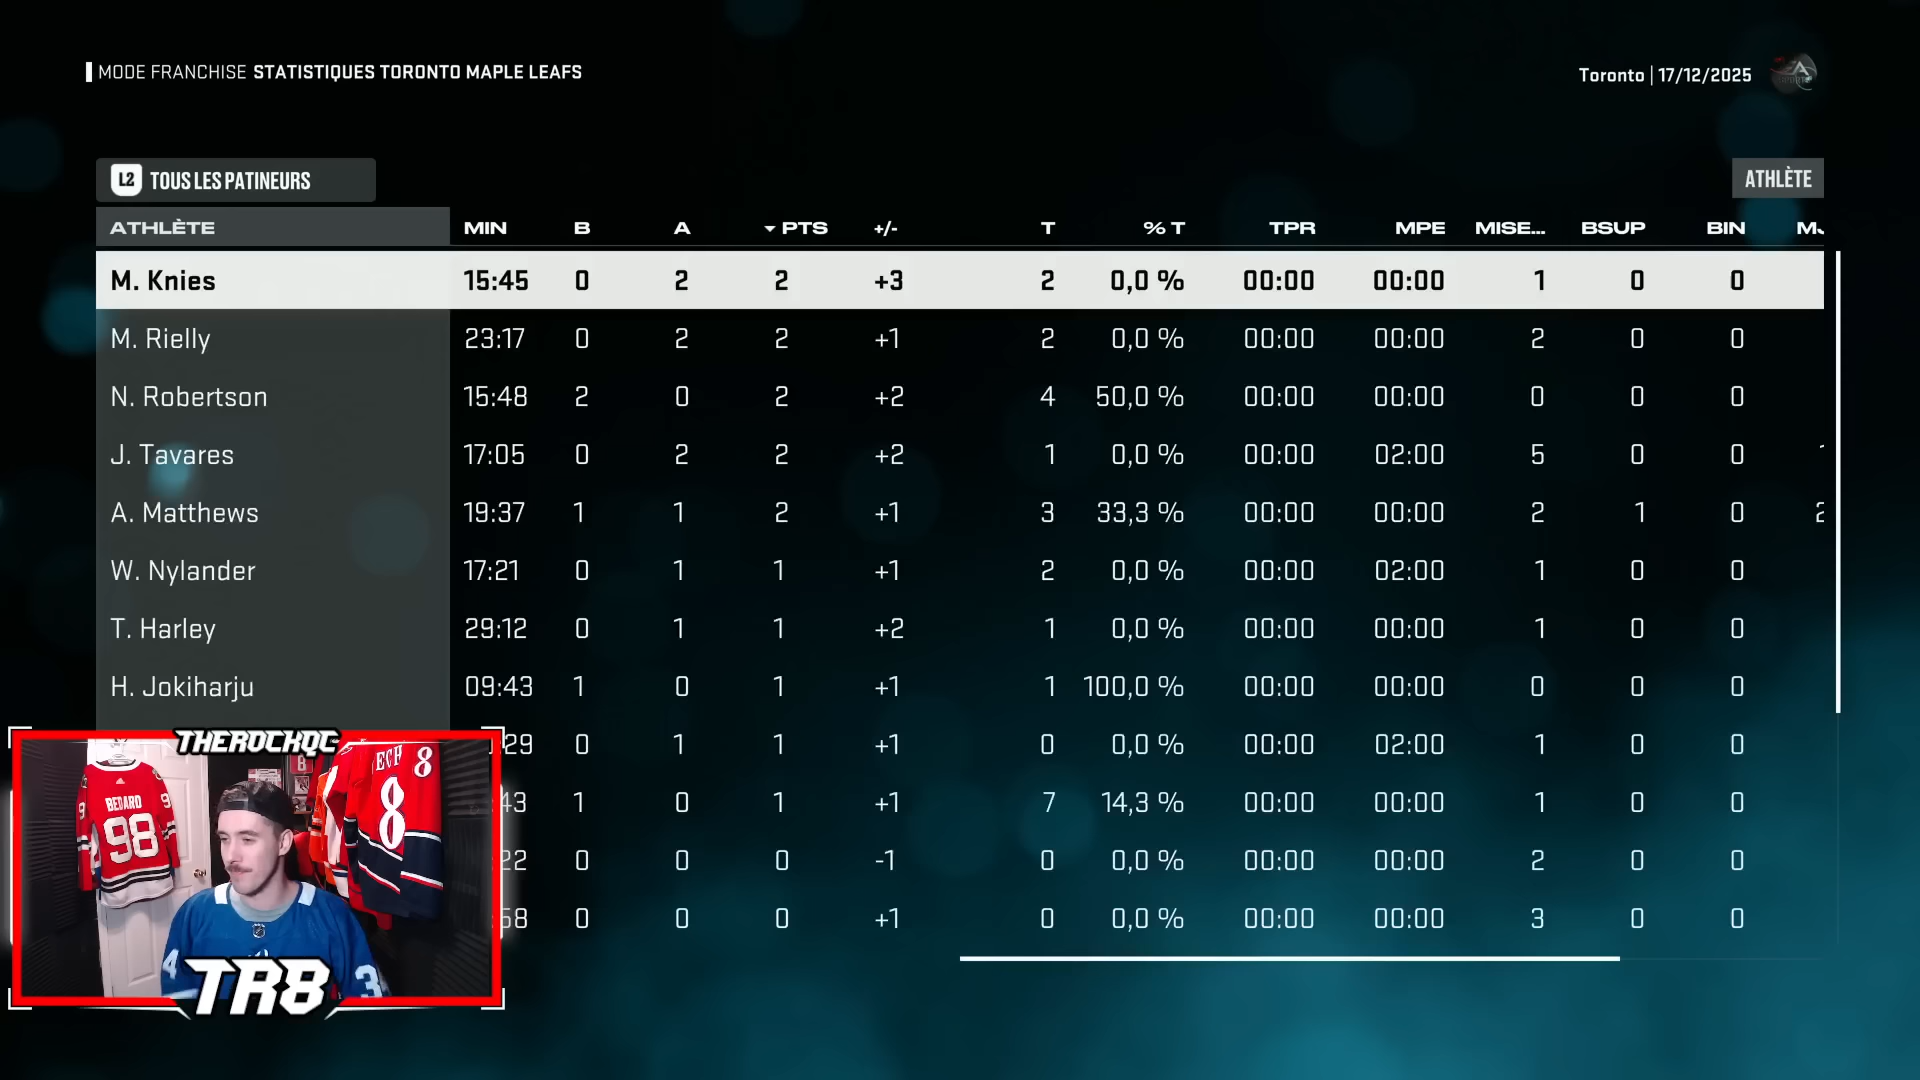 MODE FRANCHISE STATISTIQUES TORONTO MAPLE LEAFS
Toronto | 17/12/2025
L2 TOUS LES PATINEURS
ATHLÈTE
ATHLÈTE MIN B A PTS +/- T % T TPR MPE MISE... BSUP BIN
M. Knies 15:45 0 2 2 +3 2 0,0 % 00:00 00:00 1 0 0
M. Rielly 23:17 0 2 2 +1 2 0,0 % 00:00 00:00 2 0 0
N. Robertson 15:48 2 0 2 +2 4 50,0 % 00:00 00:00 0 0 0
J. Tavares 17:05 0 2 2 +2 1 0,0 % 00:00 02:00 5 0 0
A. Matthews 19:37 1 1 2 +1 3 33,3 % 00:00 00:00 2 1 0
W. Nylander 17:21 0 1 1 +1 2 0,0 % 00:00 02:00 1 0 0
T. Harley 29:12 0 1 1 +2 1 0,0 % 00:00 00:00 1 0 0
H. Jokiharju 09:43 1 0 1 +1 1 100,0 % 00:00 00:00 0 0 0
:29 0 1 1 +1 0 0,0 % 00:00 02:00 1 0 0
:43 1 0 1 +1 7 14,3 % 00:00 00:00 1 0 0
:22 0 0 0 -1 0 0,0 % 00:00 00:00 2 0 0
:58 0 0 0 +1 0 0,0 % 00:00 00:00 3 0 0
THEROCKQC
BEDARD
98
8
8
TR8